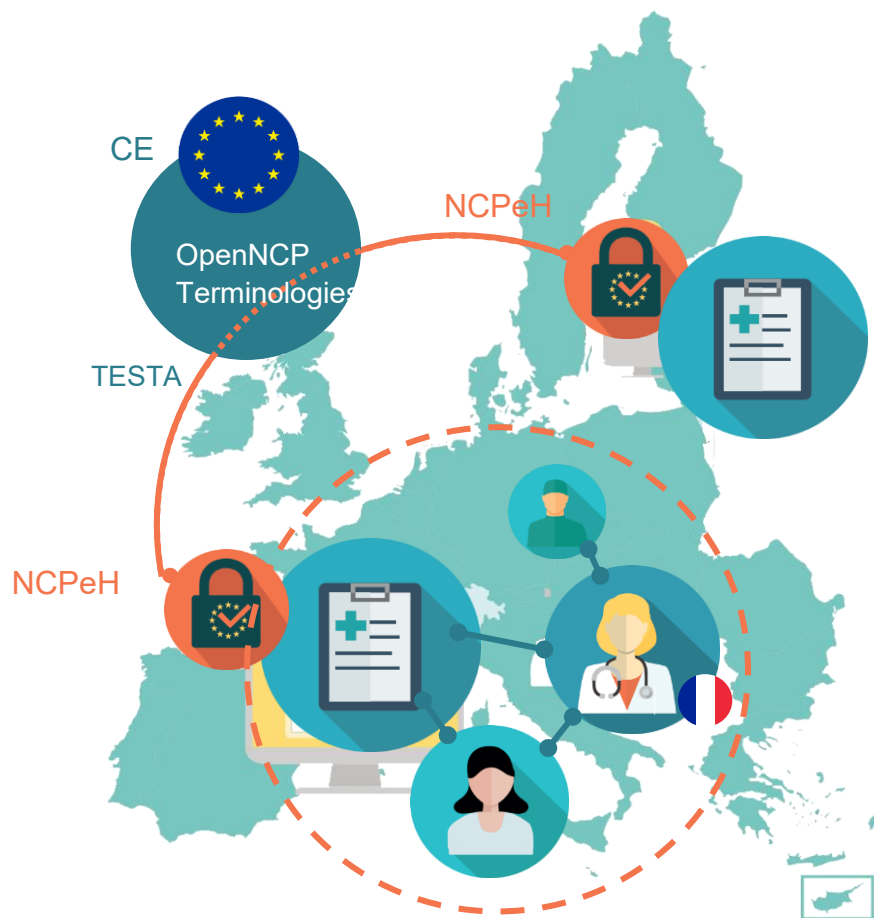 CE
NCPeH
OpenNCP
Terminologies
TESTA
NCPeH